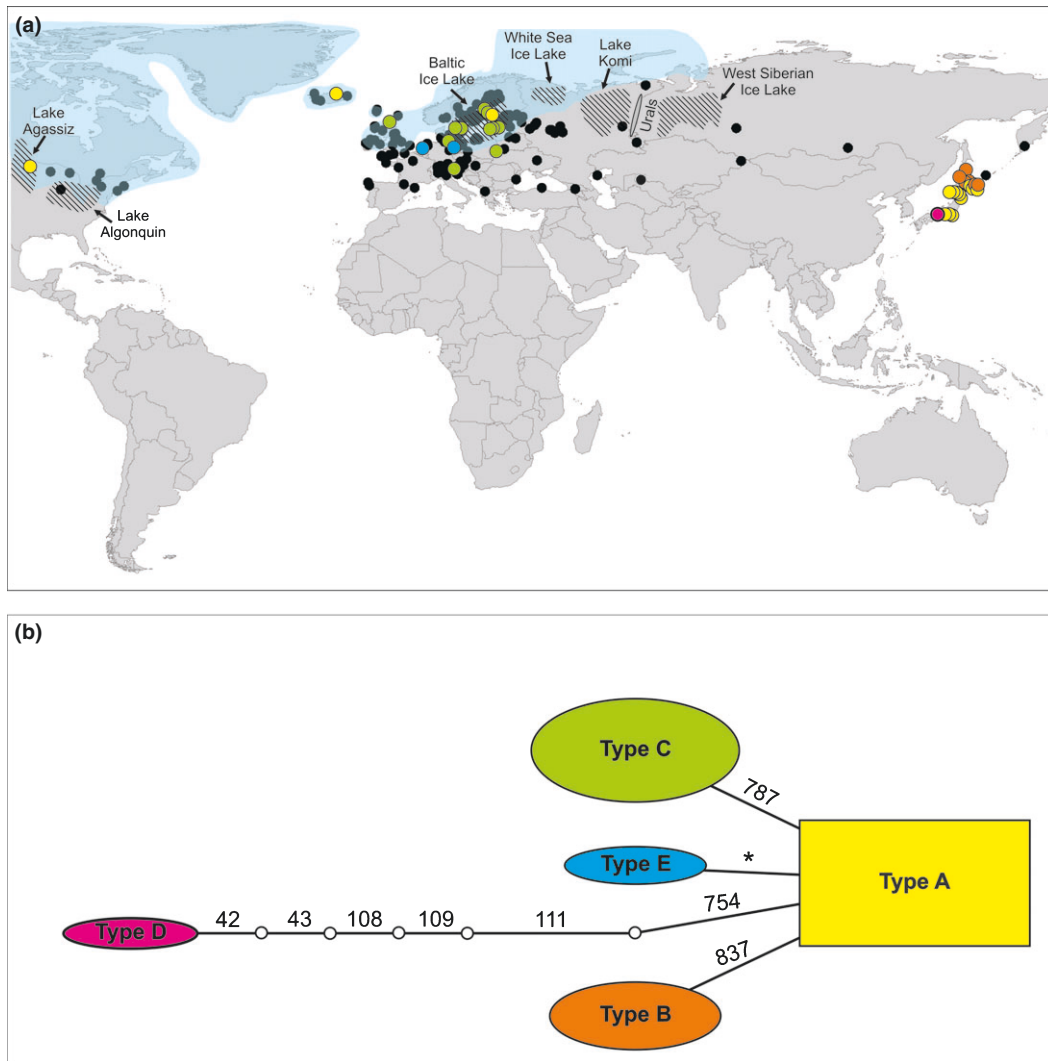 (a)
White Sea
Ice Lake
Lake
Komi
Baltic
Ice Lake
West Siberian
Ice Lake
Urals
Lake
Agassiz
Lake
Algonquin
(b)
Type C
787
Type E
*
Type A
754
Type D
42
43
108
109
111
837
Type B